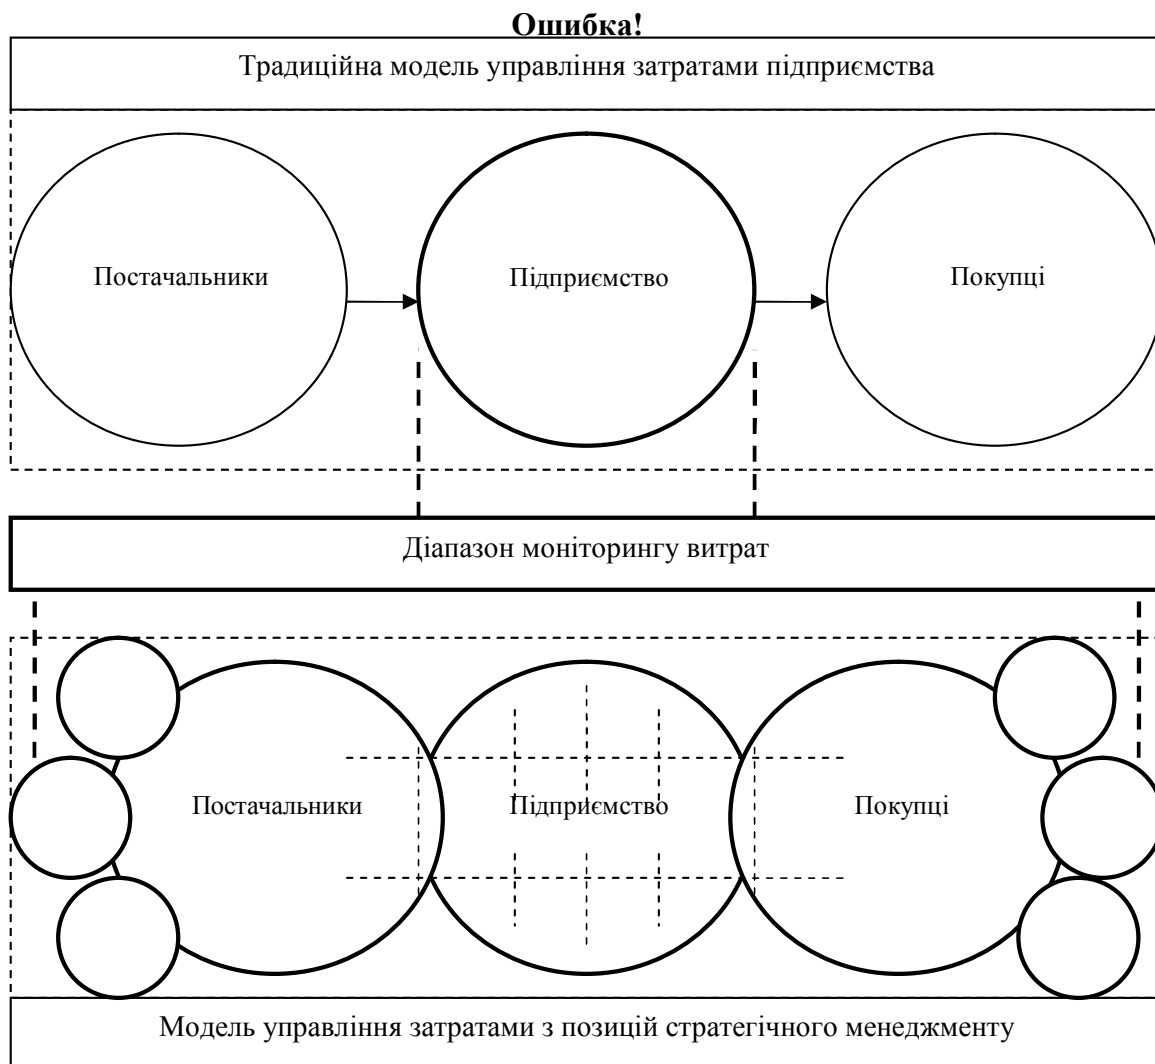 Ошибка!
Традиційна модель управління затратами підприємства
Постачальники
Підприємство
Покупці
Діапазон моніторингу витрат
Постачальники
Підприємство
Покупці
Модель управління затратами з позицій стратегічного менеджменту